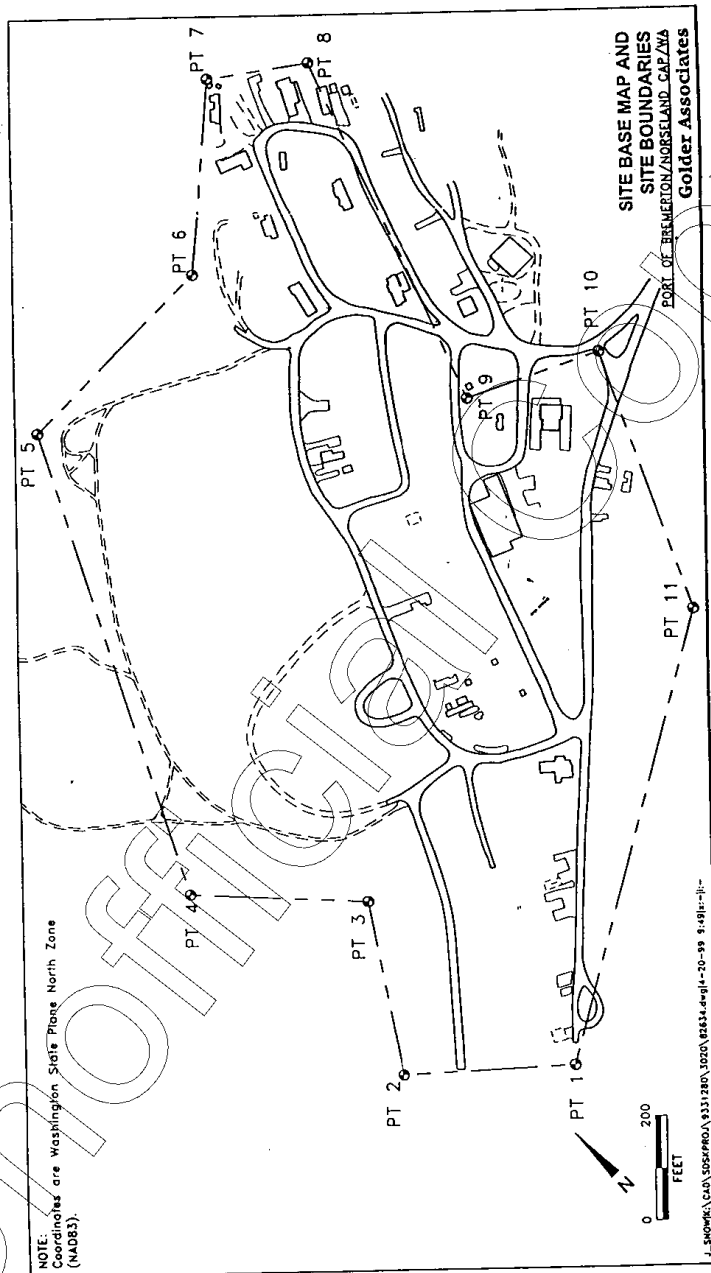 NOTE:
Coordinates are Washington State Plane North Zone
(NAD83).
PT 5
PT 7
PT 6
PT 8
PT 4
PT 3
PT 2
PT 9
PT 10
PT 1
PT 11
N
0 200
FEET
SITE BASE MAP AND
SITE BOUNDARIES
PORT OF BREMERTON/NORSELAND CAP/WA
Golder Associates
Unofficial Copy